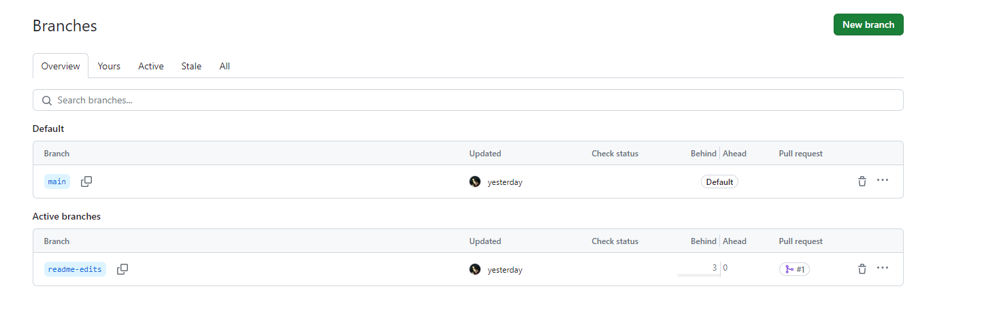 Branches
New branch
Overview Yours Active Stale All
Search branches...
Default
Branch Updated Check status Behind Ahead Pull request
main yesterday Default
Active branches
Branch Updated Check status Behind Ahead Pull request
readme-edits yesterday 3 0 #1